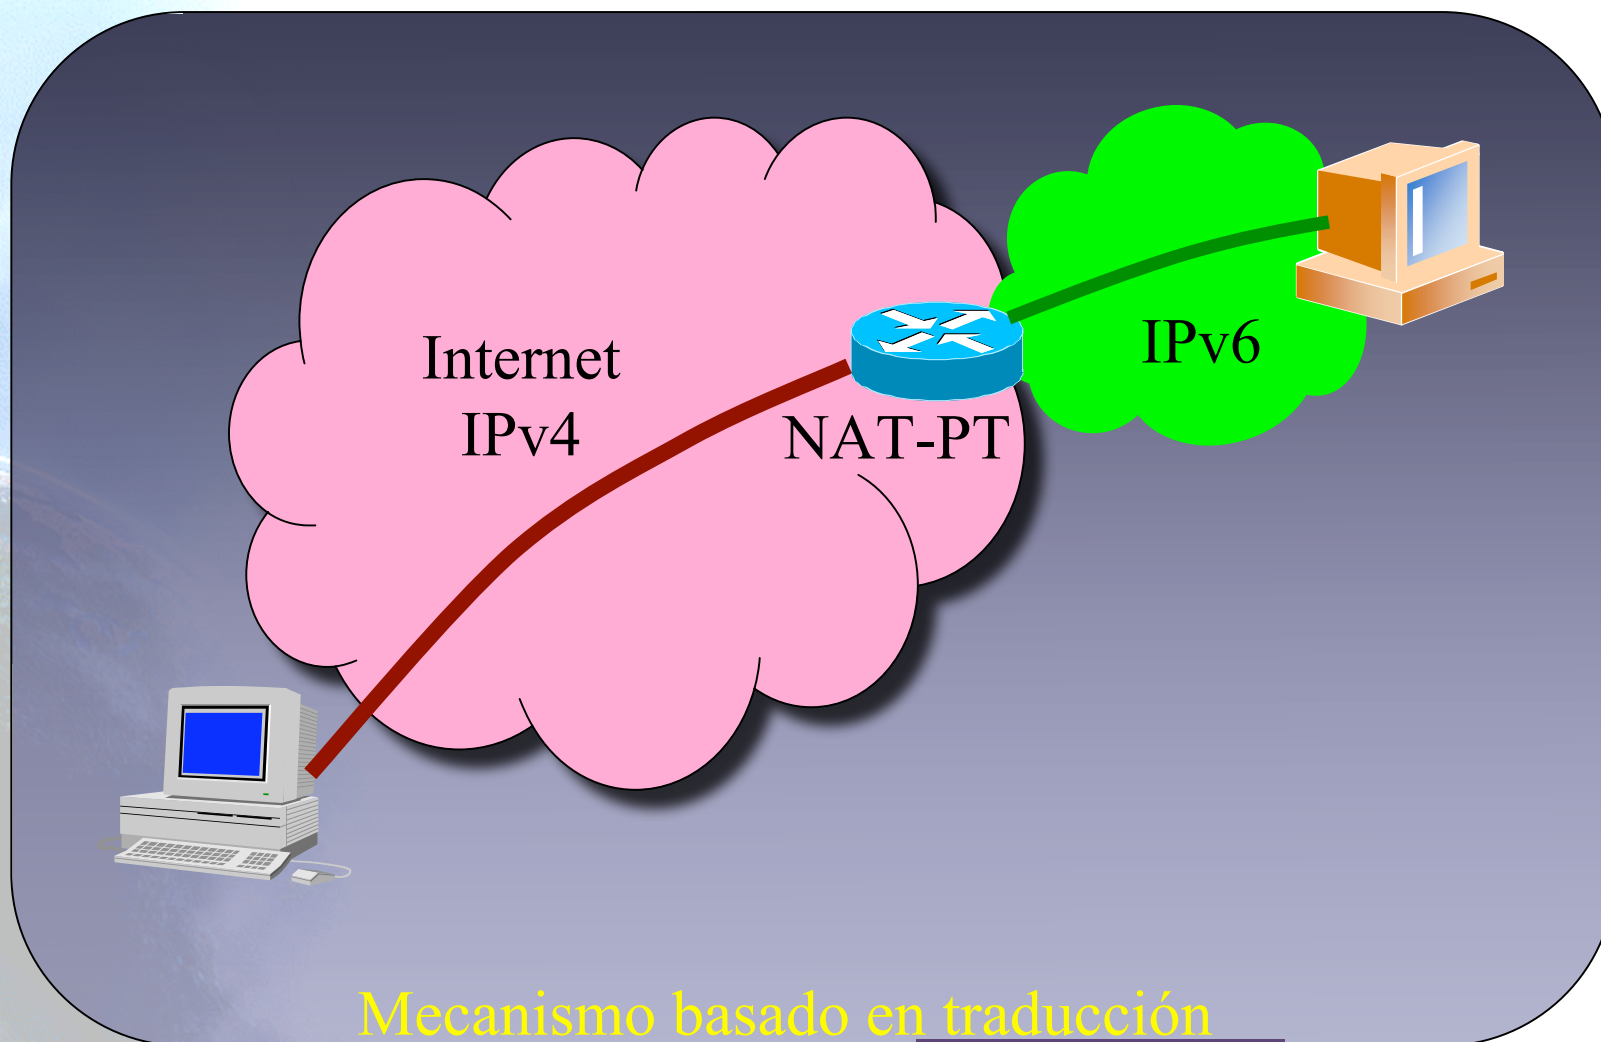 Internet
IPv4
NAT-PT
IPv6
Mecanismo basado en traducción